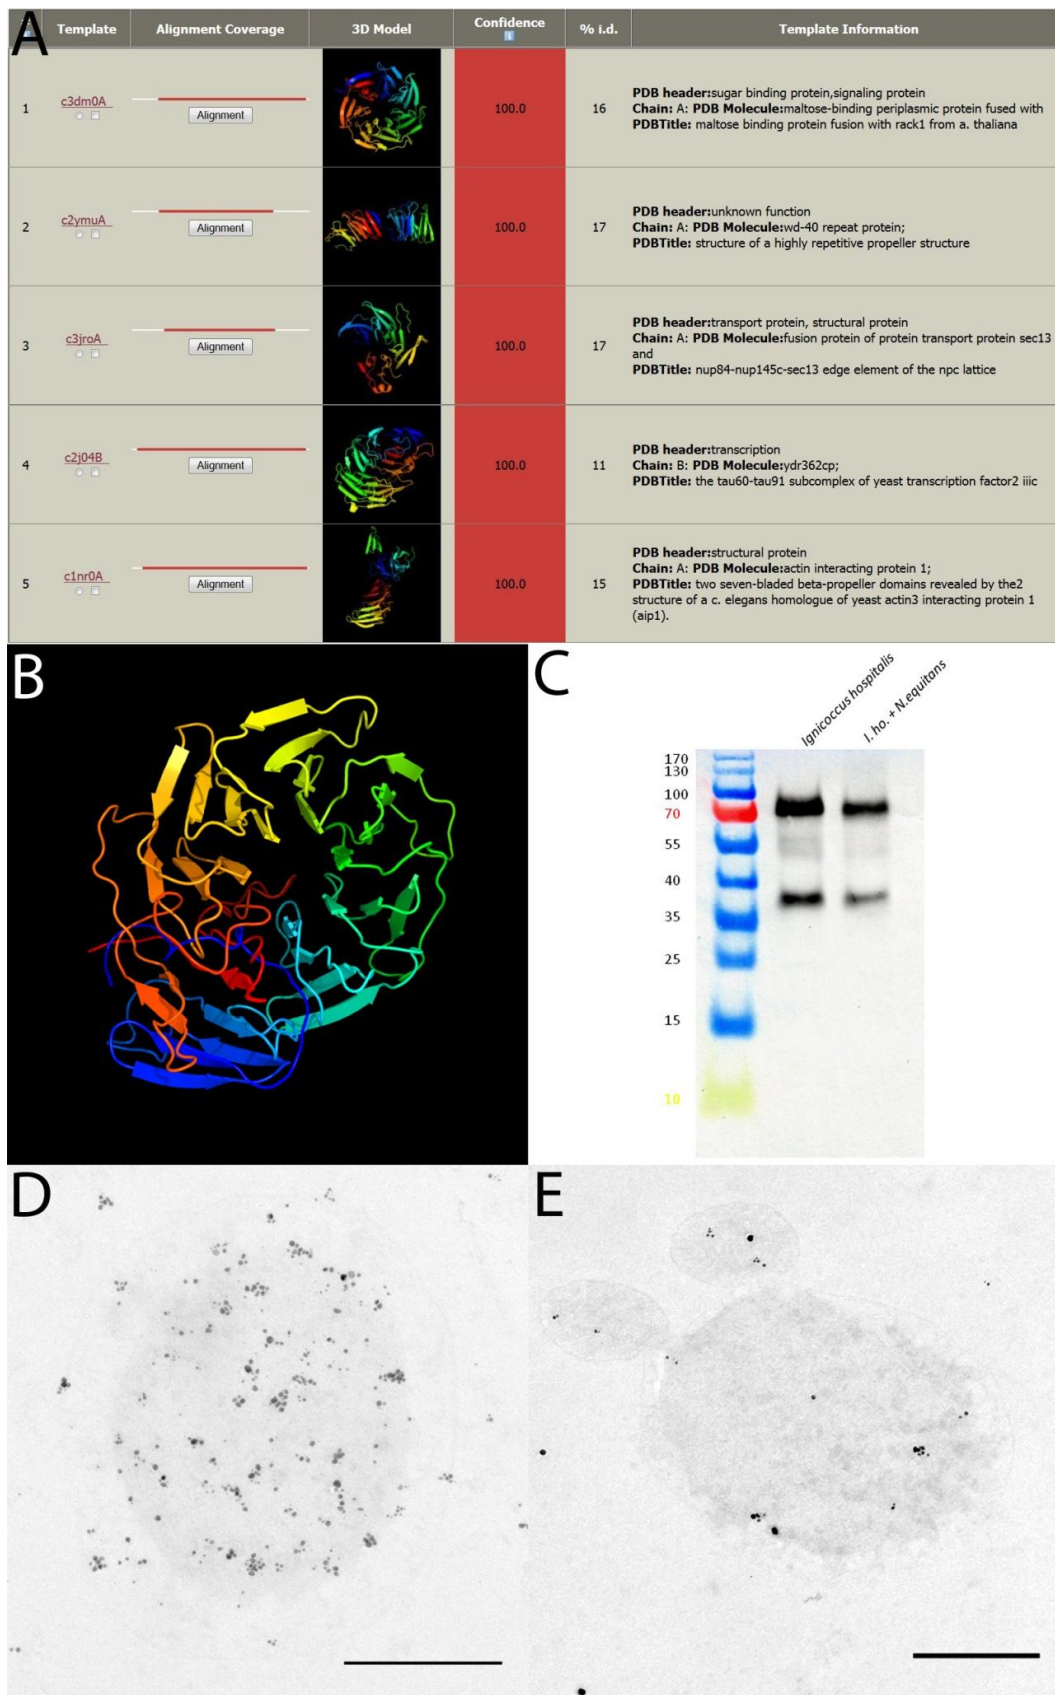 A
Template Alignment Coverage 3D Model Confidence % i.d. Template Information
i
1 c3dm0A Alignment 100.0 16
PDB header:sugar binding protein,signaling protein
Chain: A: PDB Molecule:maltose-binding periplasmic protein fused with
PDBTitle: maltose binding protein fusion with rack1 from a. thaliana
2 c2ymuA Alignment 100.0 17
PDB header:unknown function
Chain: A: PDB Molecule:wd-40 repeat protein;
PDBTitle: structure of a highly repetitive propeller structure
3 c3jroA Alignment 100.0 17
PDB header:transport protein, structural protein
Chain: A: PDB Molecule:fusion protein of protein transport protein sec13
and
PDBTitle: nup84-nup145c-sec13 edge element of the npc lattice
4 c2j04B Alignment 100.0 11
PDB header:transcription
Chain: B: PDB Molecule:ydr362cp;
PDBTitle: the tau60-tau91 subcomplex of yeast transcription factor2 iiic
5 c1nr0A Alignment 100.0 15
PDB header:structural protein
Chain: A: PDB Molecule:actin interacting protein 1;
PDBTitle: two seven-bladed beta-propeller domains revealed by the2
structure of a c. elegans homologue of yeast actin3 interacting protein 1
(aip1).
B
C
Ignicoccus hospitalis
I. ho. + N.equitans
170
130
100
70
55
40
35
25
15
10
D
E